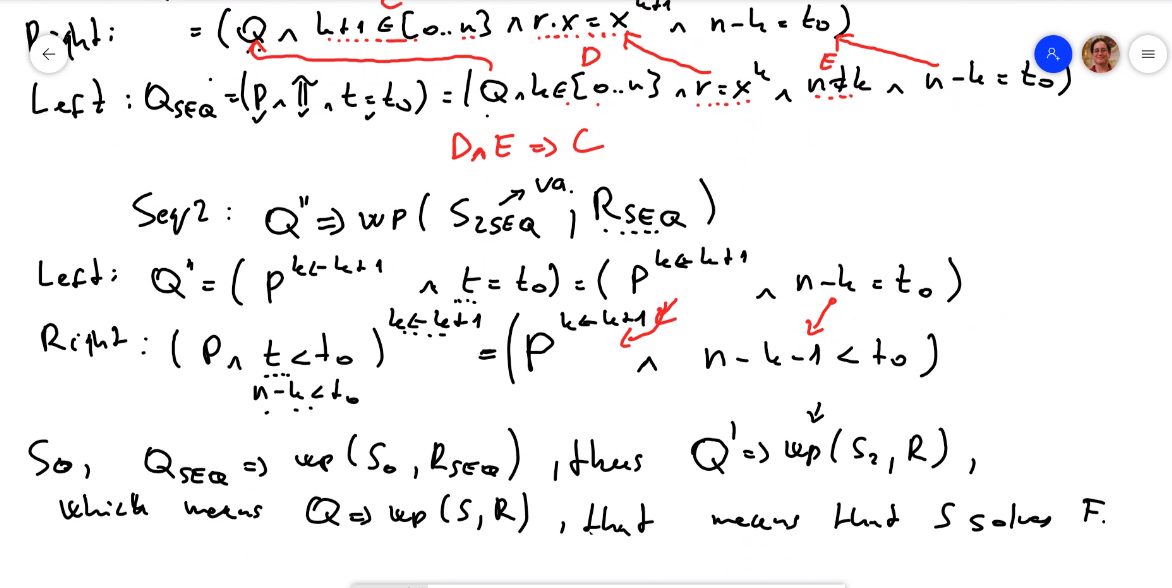 C
Right: = (Q ∧ k+1 ∈ [0..n] ∧ r·x = x^{k+1} ∧ n-k = t₀)
D E
Left: Q_SEQ = (P ∧ π ∧ t = t₀) = (Q ∧ k ∈ [0..n] ∧ r = x^k ∧ n ≠ k ∧ n-k = t₀)
D ∧ E => C
va.
Seq2: Q'' => wp(S_{2SEQ}; R_SEQ)
Left: Q'' = (P^{k←k+1} ∧ t = t₀) = (P^{k←k+1} ∧ n-k = t₀)
Right: (P ∧ t < t₀)^{k←k+1} = (P^{k←k+1} ∧ n-k-1 < t₀)
n-k < t₀
So, Q_SEQ => wp(S₀, R_SEQ), thus Q' => wp(S₂, R),
which means Q => wp(S, R), that means that S solves F.